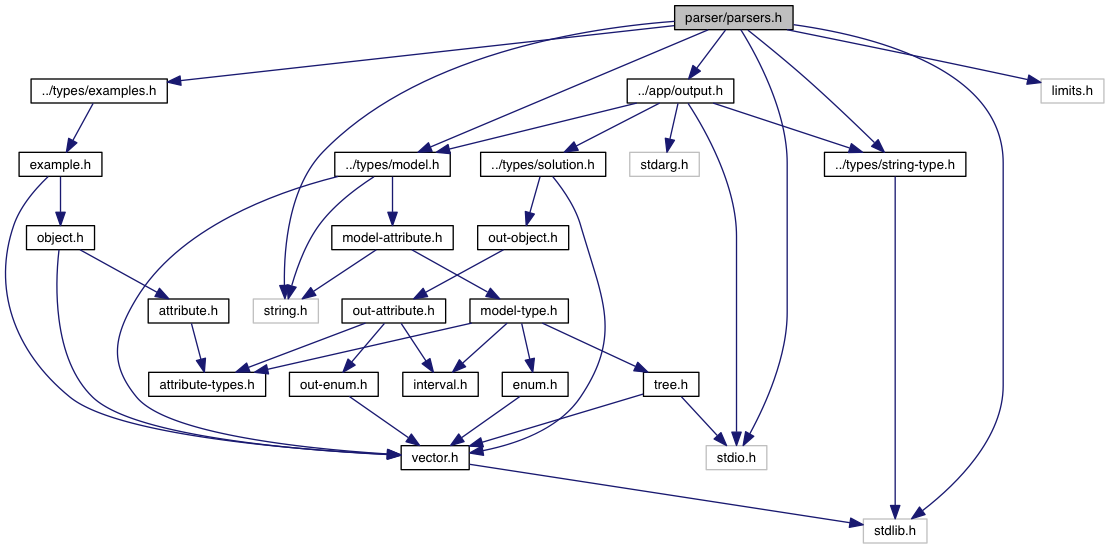 parser/parsers.h
../types/examples.h
../app/output.h
limits.h
example.h
../types/model.h
../types/solution.h
stdarg.h
../types/string-type.h
object.h
model-attribute.h
out-object.h
attribute.h
string.h
out-attribute.h
model-type.h
attribute-types.h
out-enum.h
interval.h
enum.h
tree.h
vector.h
stdio.h
stdlib.h